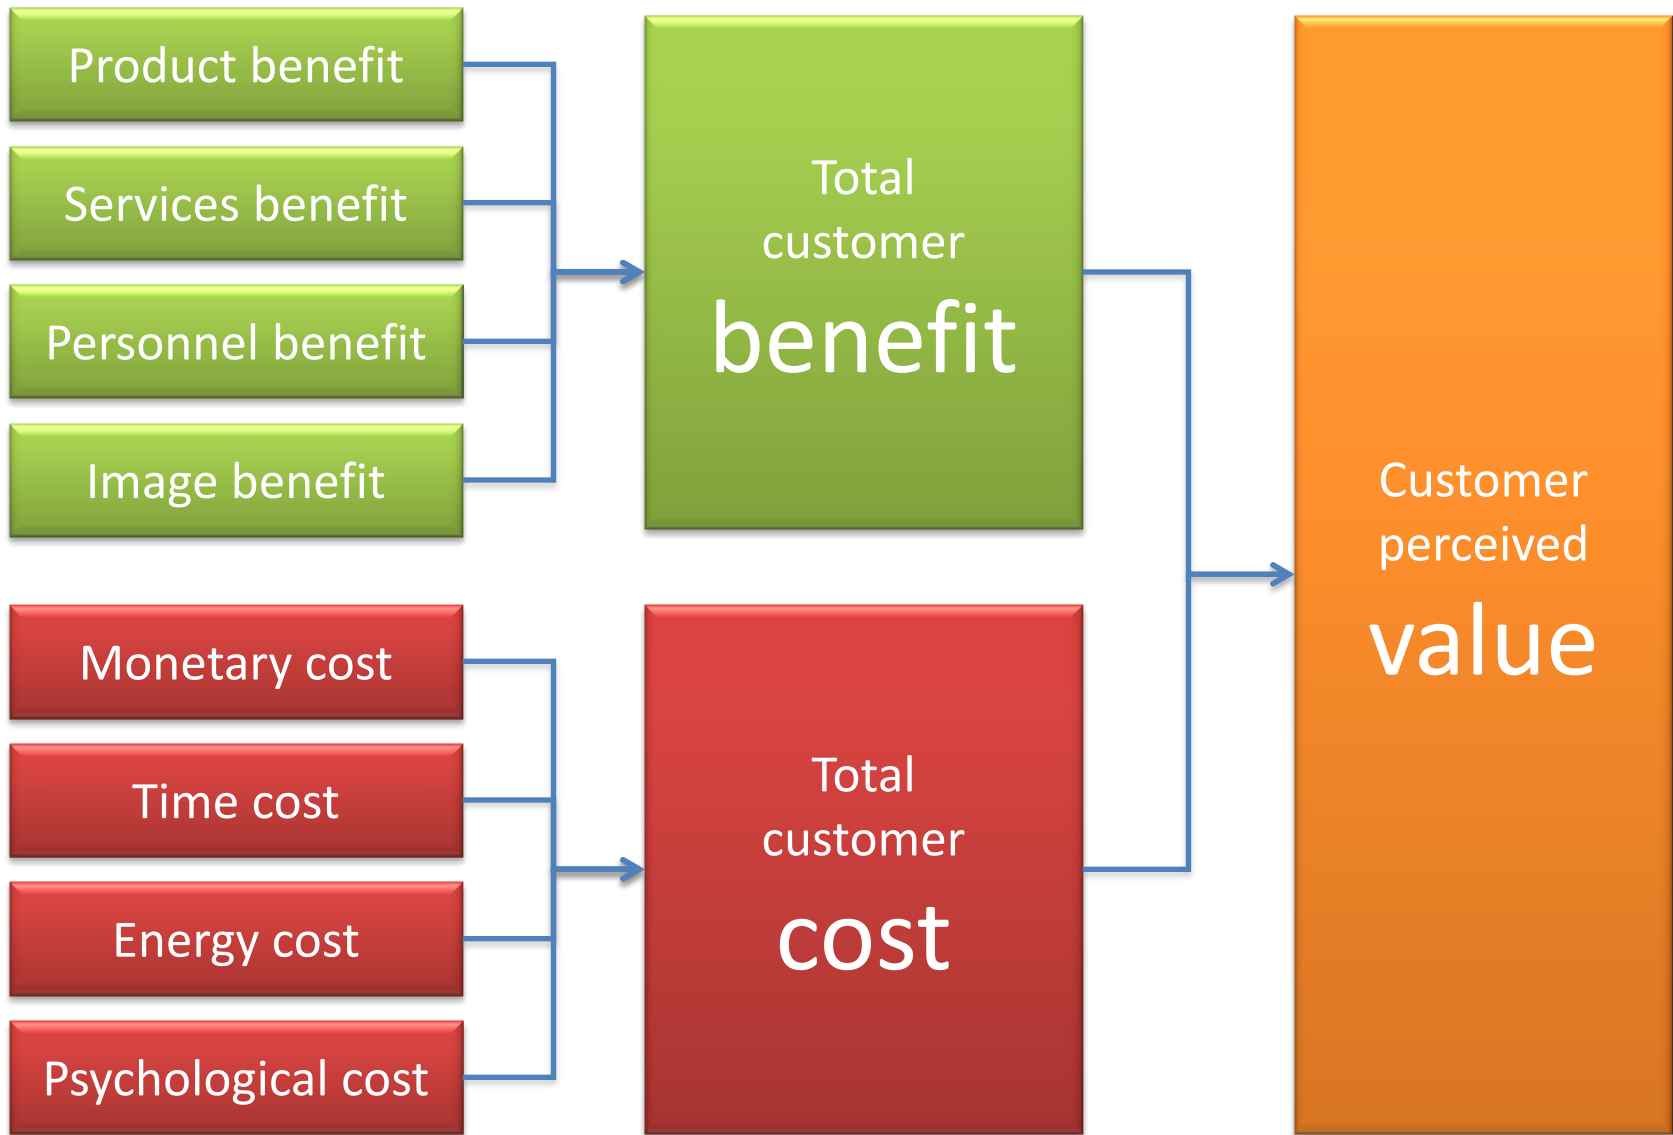 Product benefit
Services benefit
Personnel benefit
Image benefit
Total
customer
benefit
Monetary cost
Time cost
Energy cost
Psychological cost
Total
customer
cost
Customer
perceived
value